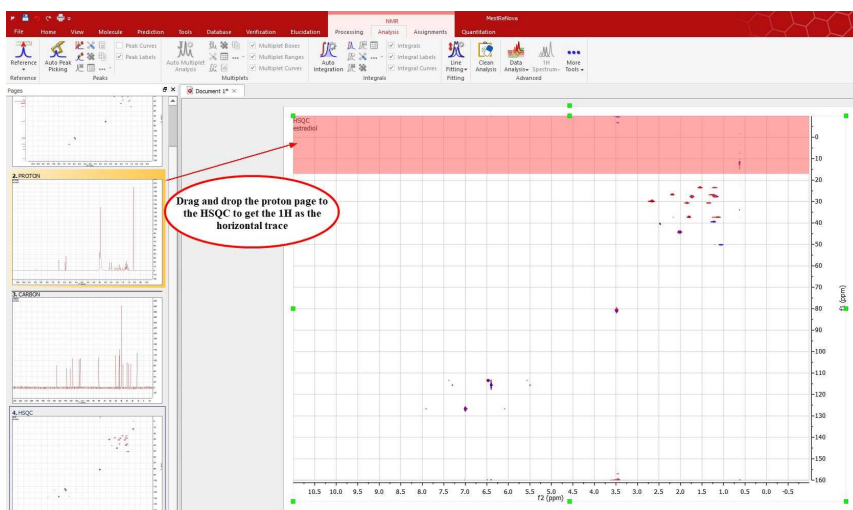 NMR
MestReNova
File Home View Molecule Prediction Tools Database Verification Elucidation Processing Analysis Assignments Quantitation
Reference
Auto Peak Picking
Peak Curves
Peak Labels
Auto Multiplet Analysis
Multiplet Boxes
Multiplet Ranges
Multiplet Curves
Auto Integration
Integrals
Integral Labels
Integral Curves
Line Fitting
Clean Analysis
Data Analysis
1H Spectrum
More Tools
Reference Peaks Multiplets Integrals Fitting Advanced
Pages
Document 1*
2. PROTON
3. CARBON
4. HSQC
HSQC
estradiol
Drag and drop the proton page to
the HSQC to get the 1H as the
horizontal trace
-0
-10
-20
-30
-40
-50
-60
-70
-80
-90
-100
-110
-120
-130
-140
-150
-160
f1 (ppm)
10.5 10.0 9.5 9.0 8.5 8.0 7.5 7.0 6.5 6.0 5.5 5.0 4.5 4.0 3.5 3.0 2.5 2.0 1.5 1.0 0.5 0.0 -0.5
f2 (ppm)